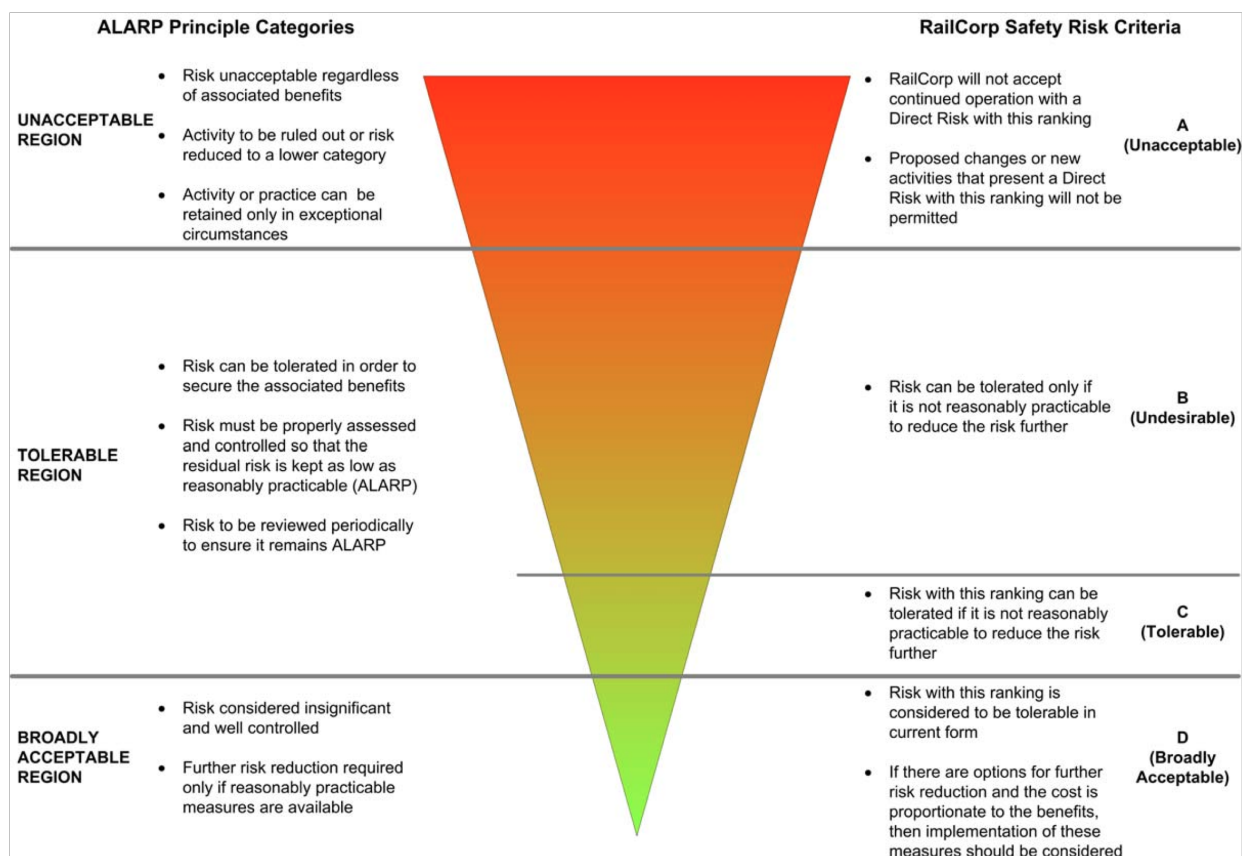 ALARP Principle Categories
RailCorp Safety Risk Criteria
UNACCEPTABLE
REGION
• Risk unacceptable regardless
of associated benefits
• Activity to be ruled out or risk
reduced to a lower category
• Activity or practice can be
retained only in exceptional
circumstances
• RailCorp will not accept
continued operation with a
Direct Risk with this ranking
• Proposed changes or new
activities that present a Direct
Risk with this ranking will not be
permitted
A
(Unacceptable)
TOLERABLE
REGION
• Risk can be tolerated in order to
secure the associated benefits
• Risk must be properly assessed
and controlled so that the
residual risk is kept as low as
reasonably practicable (ALARP)
• Risk to be reviewed periodically
to ensure it remains ALARP
• Risk can be tolerated only if
it is not reasonably practicable
to reduce the risk further
B
(Undesirable)
• Risk with this ranking can be
tolerated if it is not reasonably
practicable to reduce the risk
further
C
(Tolerable)
BROADLY
ACCEPTABLE
REGION
• Risk considered insignificant
and well controlled
• Further risk reduction required
only if reasonably practicable
measures are available
• Risk with this ranking is
considered to be tolerable in
current form
• If there are options for further
risk reduction and the cost is
proportionate to the benefits,
then implementation of these
measures should be considered
D
(Broadly
Acceptable)